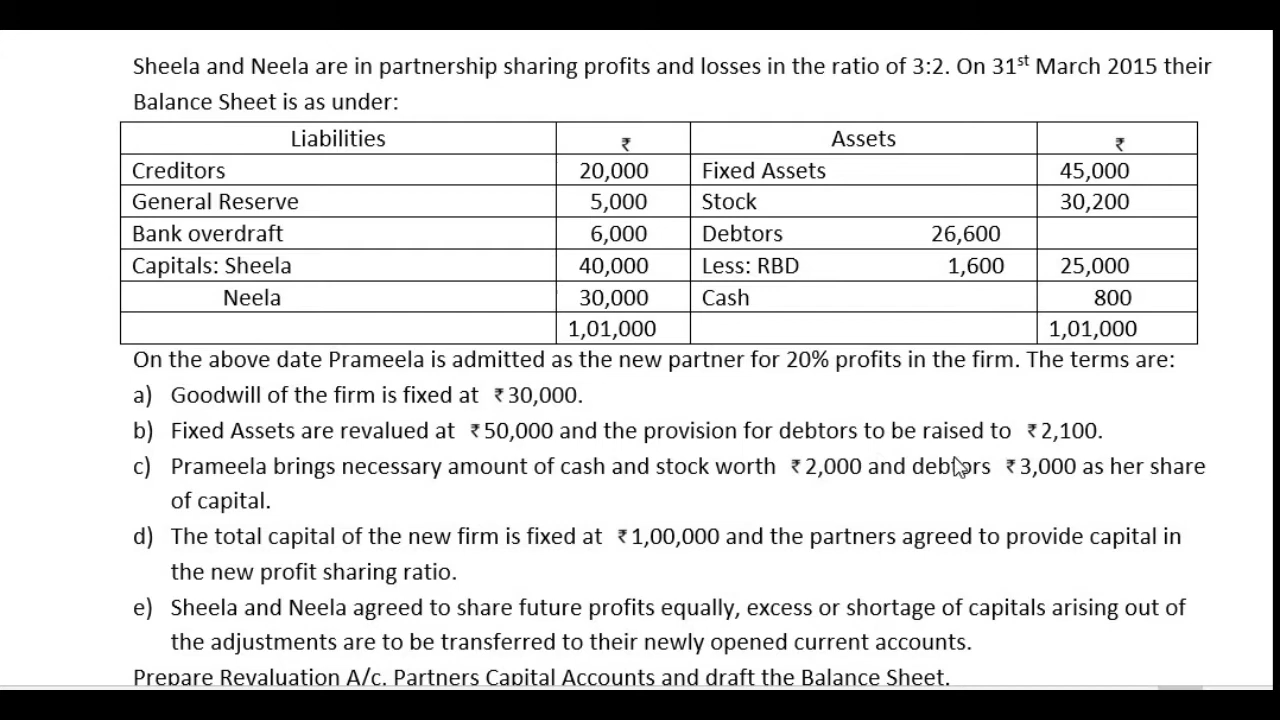 Sheela and Neela are in partnership sharing profits and losses in the ratio of 3:2. On 31st March 2015 their
Balance Sheet is as under:
Liabilities ₹ Assets ₹
Creditors 20,000 Fixed Assets 45,000
General Reserve 5,000 Stock 30,200
Bank overdraft 6,000 Debtors 26,600
Capitals: Sheela 40,000 Less: RBD 1,600 25,000
Neela 30,000 Cash 800
1,01,000 1,01,000
On the above date Prameela is admitted as the new partner for 20% profits in the firm. The terms are:
a) Goodwill of the firm is fixed at ₹30,000.
b) Fixed Assets are revalued at ₹50,000 and the provision for debtors to be raised to ₹2,100.
c) Prameela brings necessary amount of cash and stock worth ₹2,000 and debtors ₹3,000 as her share
of capital.
d) The total capital of the new firm is fixed at ₹1,00,000 and the partners agreed to provide capital in
the new profit sharing ratio.
e) Sheela and Neela agreed to share future profits equally, excess or shortage of capitals arising out of
the adjustments are to be transferred to their newly opened current accounts.
Prepare Revaluation A/c. Partners Capital Accounts and draft the Balance Sheet.